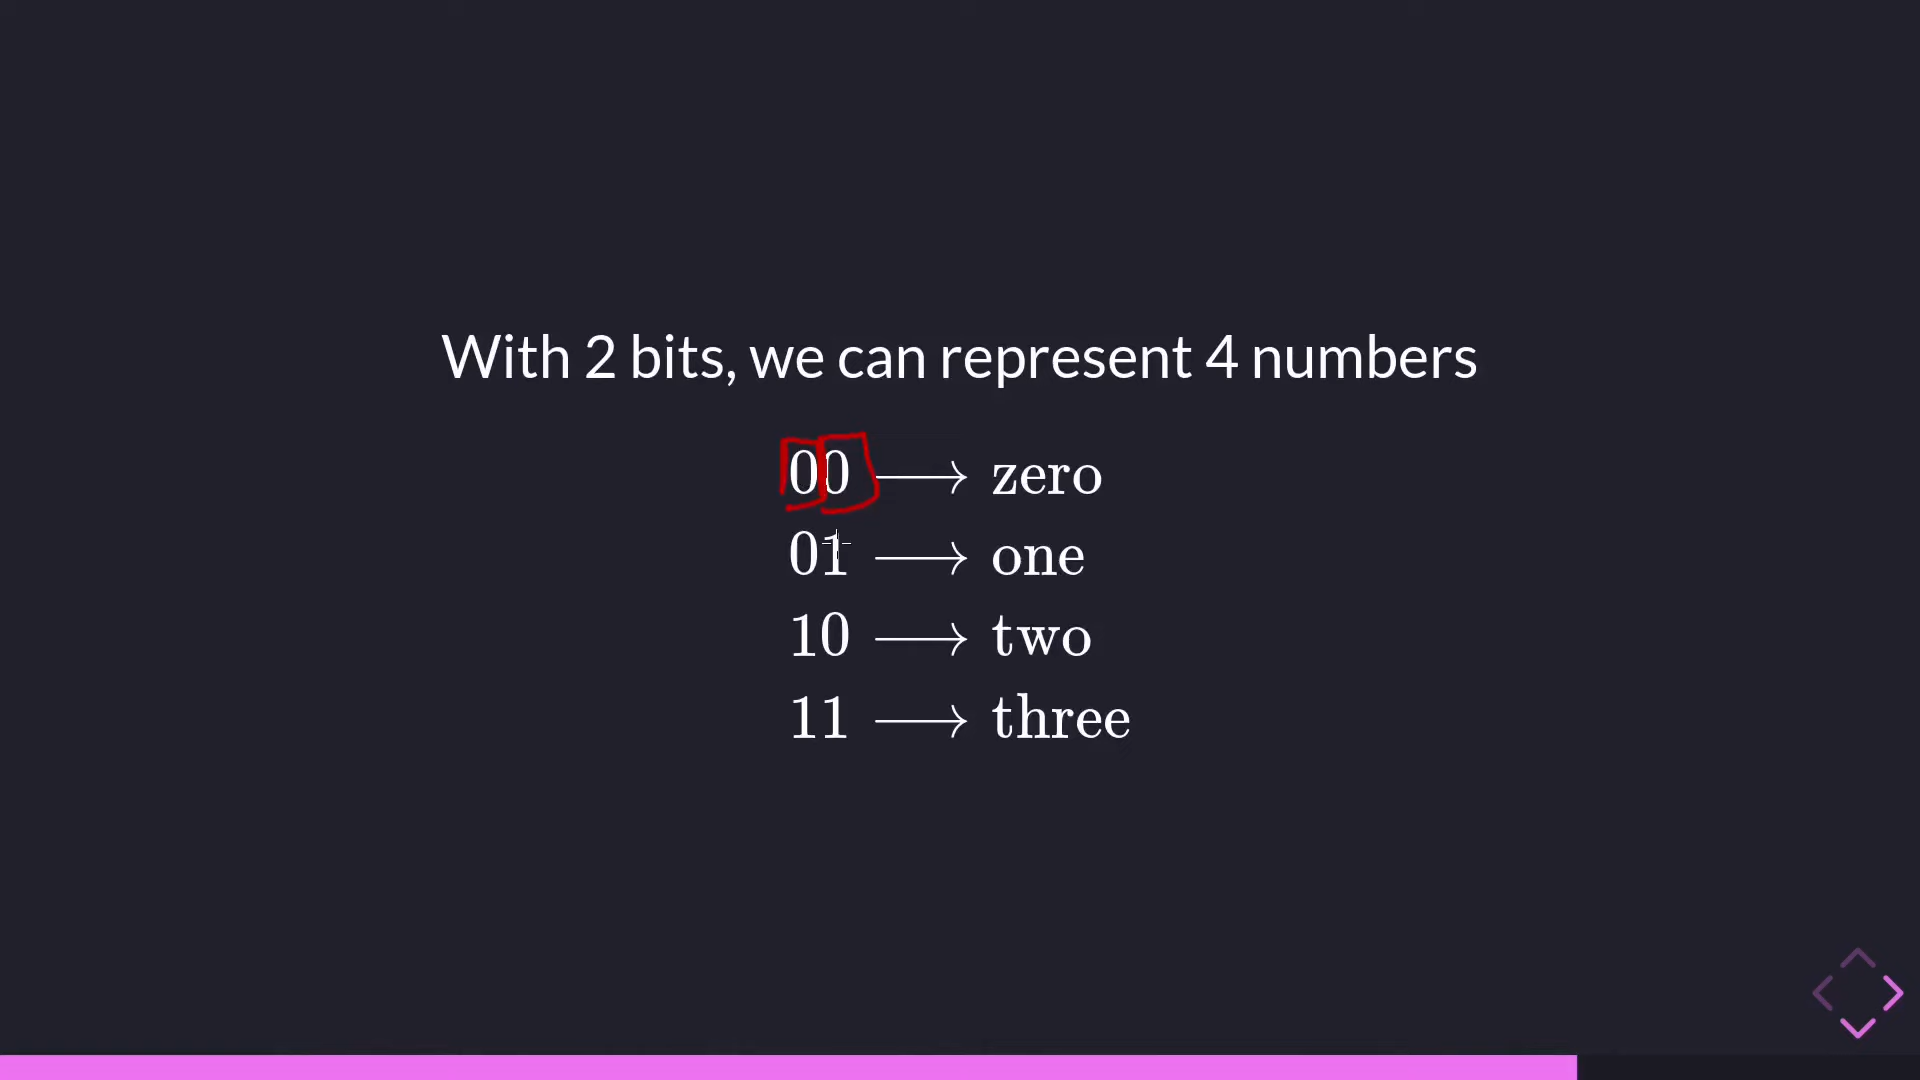 With 2 bits, we can represent 4 numbers
00 ⟶ zero
01 ⟶ one
10 ⟶ two
11 ⟶ three